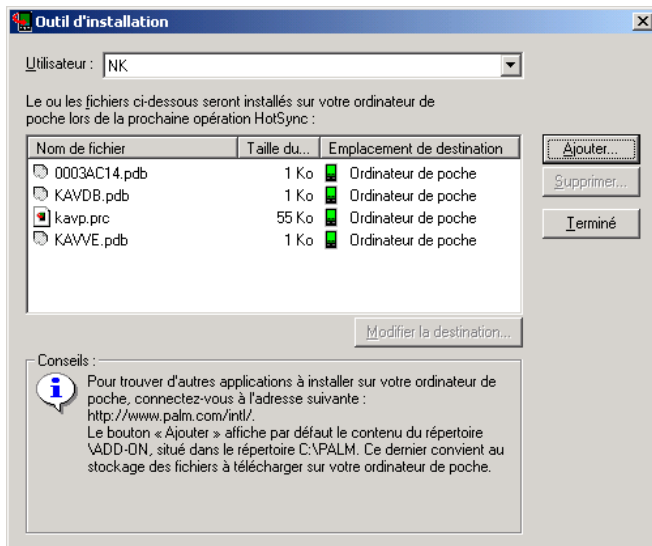 Outil d'installation
Utilisateur : NK
Le ou les fichiers ci-dessous seront installés sur votre ordinateur de
poche lors de la prochaine opération HotSync :
Nom de fichier Taille du... Emplacement de destination
0003AC14.pdb 1 Ko Ordinateur de poche
KAVDB.pdb 1 Ko Ordinateur de poche
kavp.prc 55 Ko Ordinateur de poche
KAVVE.pdb 1 Ko Ordinateur de poche
Ajouter...
Supprimer...
Terminé
Modifier la destination...
Conseils :
Pour trouver d'autres applications à installer sur votre ordinateur de
poche, connectez-vous à l'adresse suivante :
http://www.palm.com/intl/.
Le bouton « Ajouter » affiche par défaut le contenu du répertoire
\ADD-ON, situé dans le répertoire C:\PALM. Ce dernier convient au
stockage des fichiers à télécharger sur votre ordinateur de poche.